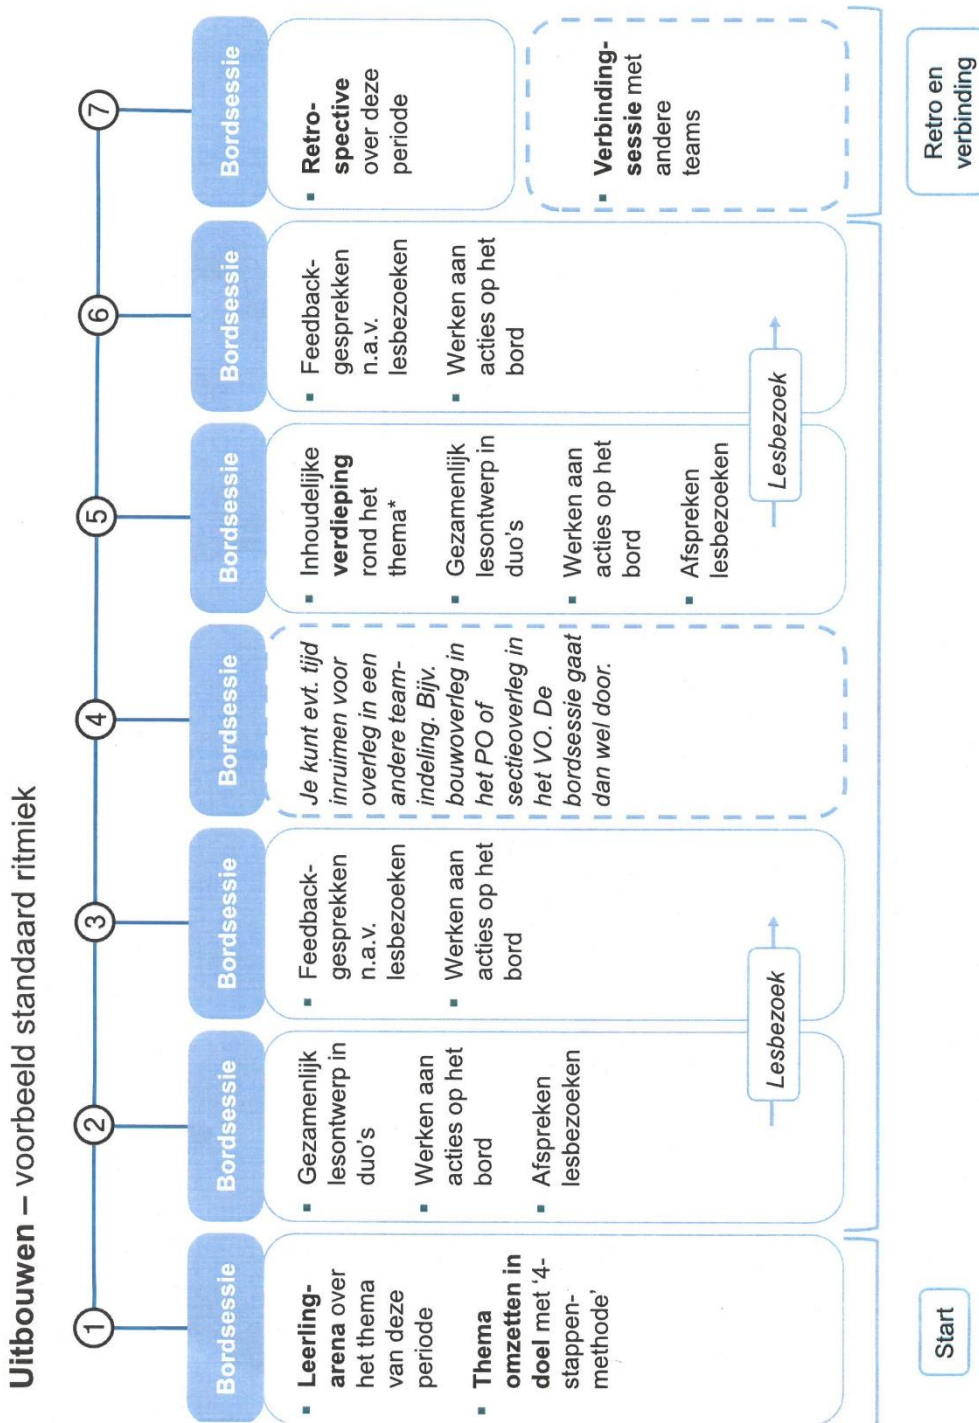 Uitbouwen – voorbeeld standaard ritmiek
1
Bordsessie
▪ Leerling-
arena over
het thema
van deze
periode
▪ Thema
omzetten in
doel met ‘4-
stappen-
methode’
2
Bordsessie
▪ Gezamenlijk
lesontwerp in
duo’s
▪ Werken aan
acties op het
bord
▪ Afspreken
lesbezoeken
Lesbezoek
3
Bordsessie
▪ Feedback-
gesprekken
n.a.v.
lesbezoeken
▪ Werken aan
acties op het
bord
4
Bordsessie
Je kunt evt. tijd
inruimen voor
overleg in een
andere team-
indeling. Bijv.
bouwoverleg in
het PO of
sectieoverleg in
het VO. De
bordsessie gaat
dan wel door.
5
Bordsessie
▪ Inhoudelijke
verdieping
rond het
thema*
▪ Gezamenlijk
lesontwerp in
duo’s
▪ Werken aan
acties op het
bord
▪ Afspreken
lesbezoeken
Lesbezoek
6
Bordsessie
▪ Feedback-
gesprekken
n.a.v.
lesbezoeken
▪ Werken aan
acties op het
bord
7
Bordsessie
▪ Retro-
spective
over deze
periode
▪ Verbinding-
sessie met
andere
teams
Start
Retro en
verbinding